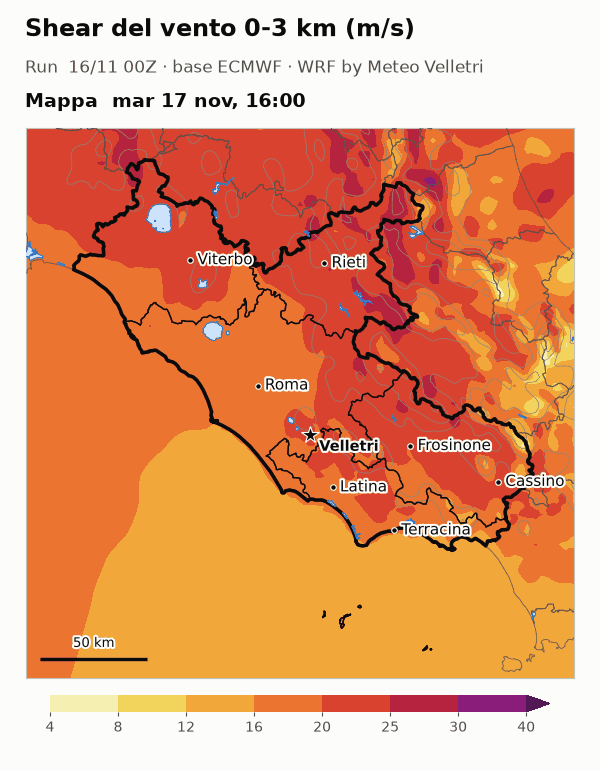 Shear del vento 0-3 km (m/s)
Run  16/11 00Z · base ECMWF · WRF by Meteo Velletri
Mappa  mar 17 nov, 16:00
Viterbo
Rieti
Roma
Velletri
Frosinone
Cassino
Latina
Terracina
50 km
4 8 12 16 20 25 30 40